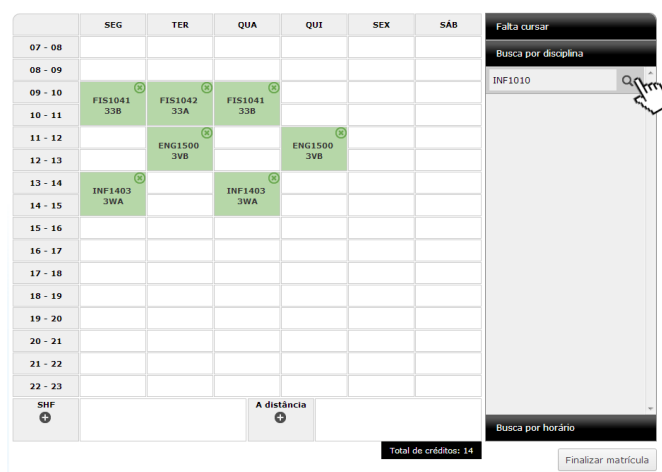 SEG TER QUA QUI SEX SÁB
07 - 08
08 - 09
09 - 10
10 - 11
FIS1041
33B
FIS1042
33A
FIS1041
33B
11 - 12
12 - 13
ENG1500
3VB
ENG1500
3VB
13 - 14
14 - 15
INF1403
3WA
INF1403
3WA
15 - 16
16 - 17
17 - 18
18 - 19
19 - 20
20 - 21
21 - 22
22 - 23
SHF
A distância
Total de créditos: 14
Falta cursar
Busca por disciplina
INF1010
Busca por horário
Finalizar matrícula